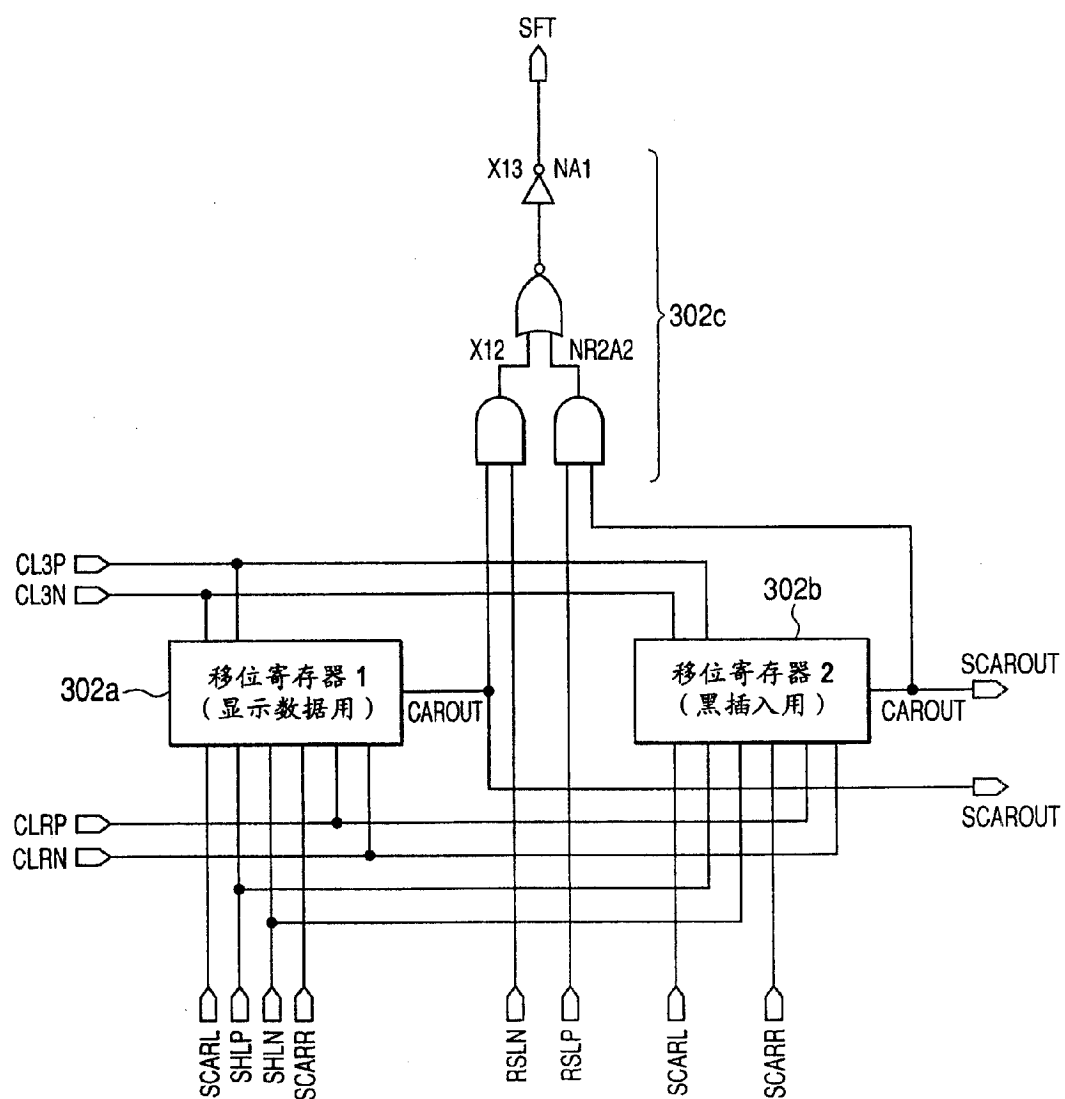 SFT
X13 NA1
302c
X12 NR2A2
CL3P
CL3N
302b
302a
移位寄存器 1
（显示数据用）
CAROUT
移位寄存器 2
（黑插入用）
CAROUT
SCAROUT
SCAROUT
CLRP
CLRN
SCARL
SHLP
SHLN
SCARR
RSLN
RSLP
SCARL
SCARR